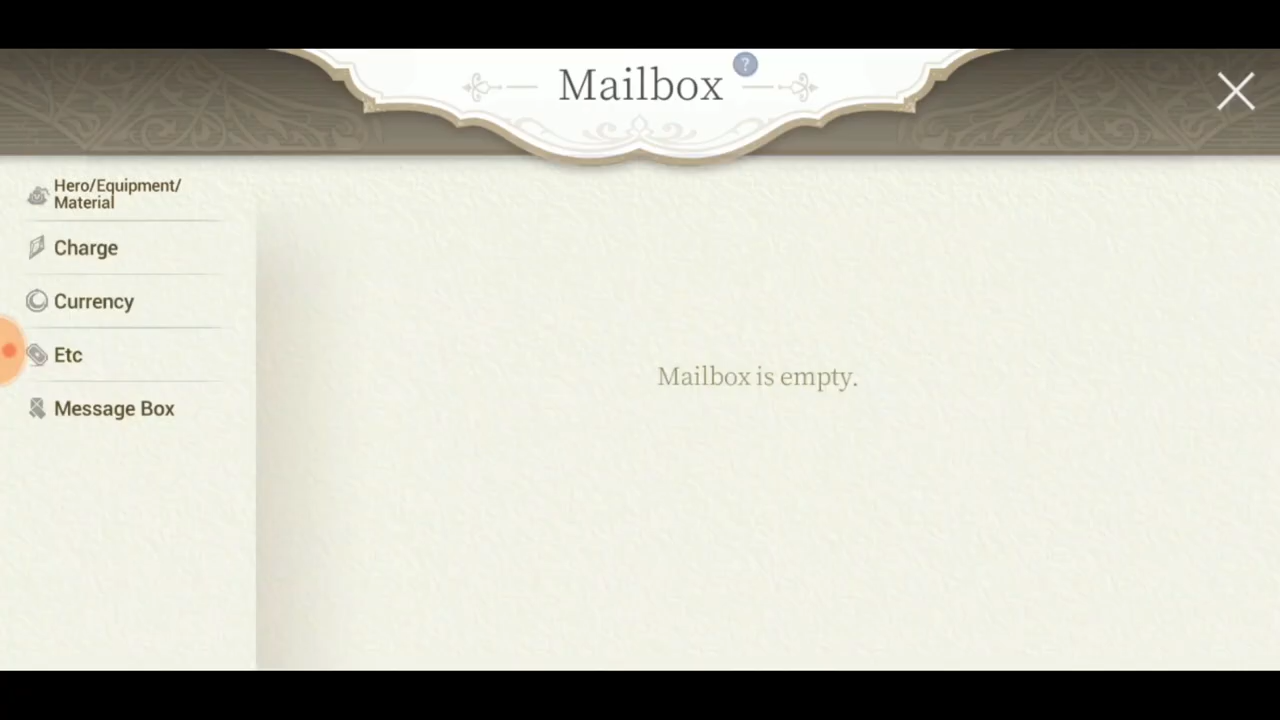 Mailbox
?
Hero/Equipment/
Material
Charge
Currency
Etc
Message Box
Mailbox is empty.